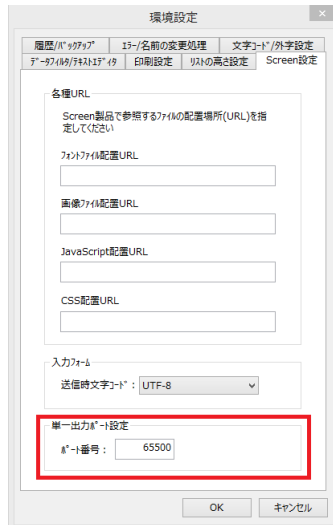 環境設定
履歴/ﾊﾞｯｸｱｯﾌﾟ ｴﾗｰ/名前の変更処理 文字ｺｰﾄﾞ/外字設定
ﾃﾞｰﾀﾌｨﾙﾀ/ﾃｷｽﾄｴﾃﾞｨﾀ 印刷設定 ﾘｽﾄの高さ設定 Screen設定
各種URL
Screen製品で参照するﾌｧｲﾙの配置場所(URL)を指
定してください
ﾌｫﾝﾄﾌｧｲﾙ配置URL
画像ﾌｧｲﾙ配置URL
JavaScript配置URL
CSS配置URL
入力ﾌｫｰﾑ
送信時文字ｺｰﾄﾞ： UTF-8
単一出力ﾎﾟｰﾄ設定
ﾎﾟｰﾄ番号： 65500
OK ｷｬﾝｾﾙ